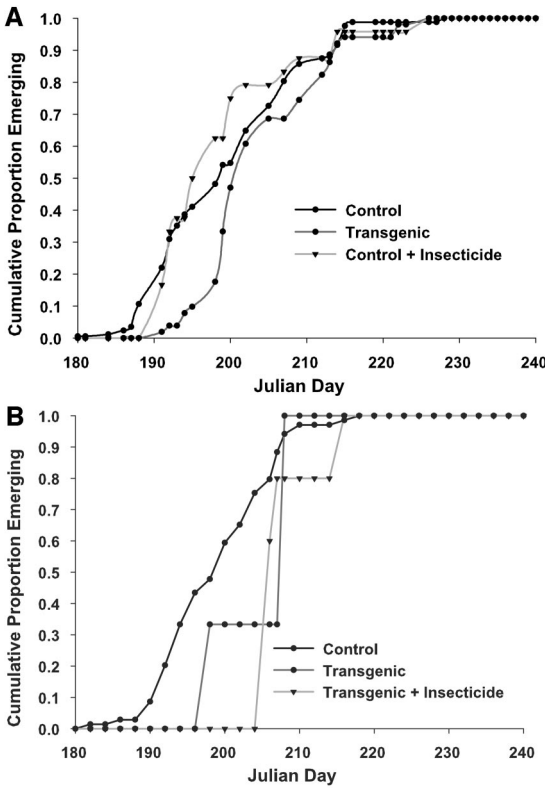 A
Cumulative Proportion Emerging
1.0
0.9
0.8
0.7
0.6
0.5
0.4
0.3
0.2
0.1
0.0
Control
Transgenic
Control + Insecticide
180 190 200 210 220 230 240
Julian Day
B
Cumulative Proportion Emerging
1.0
0.9
0.8
0.7
0.6
0.5
0.4
0.3
0.2
0.1
0.0
Control
Transgenic
Transgenic + Insecticide
180 190 200 210 220 230 240
Julian Day